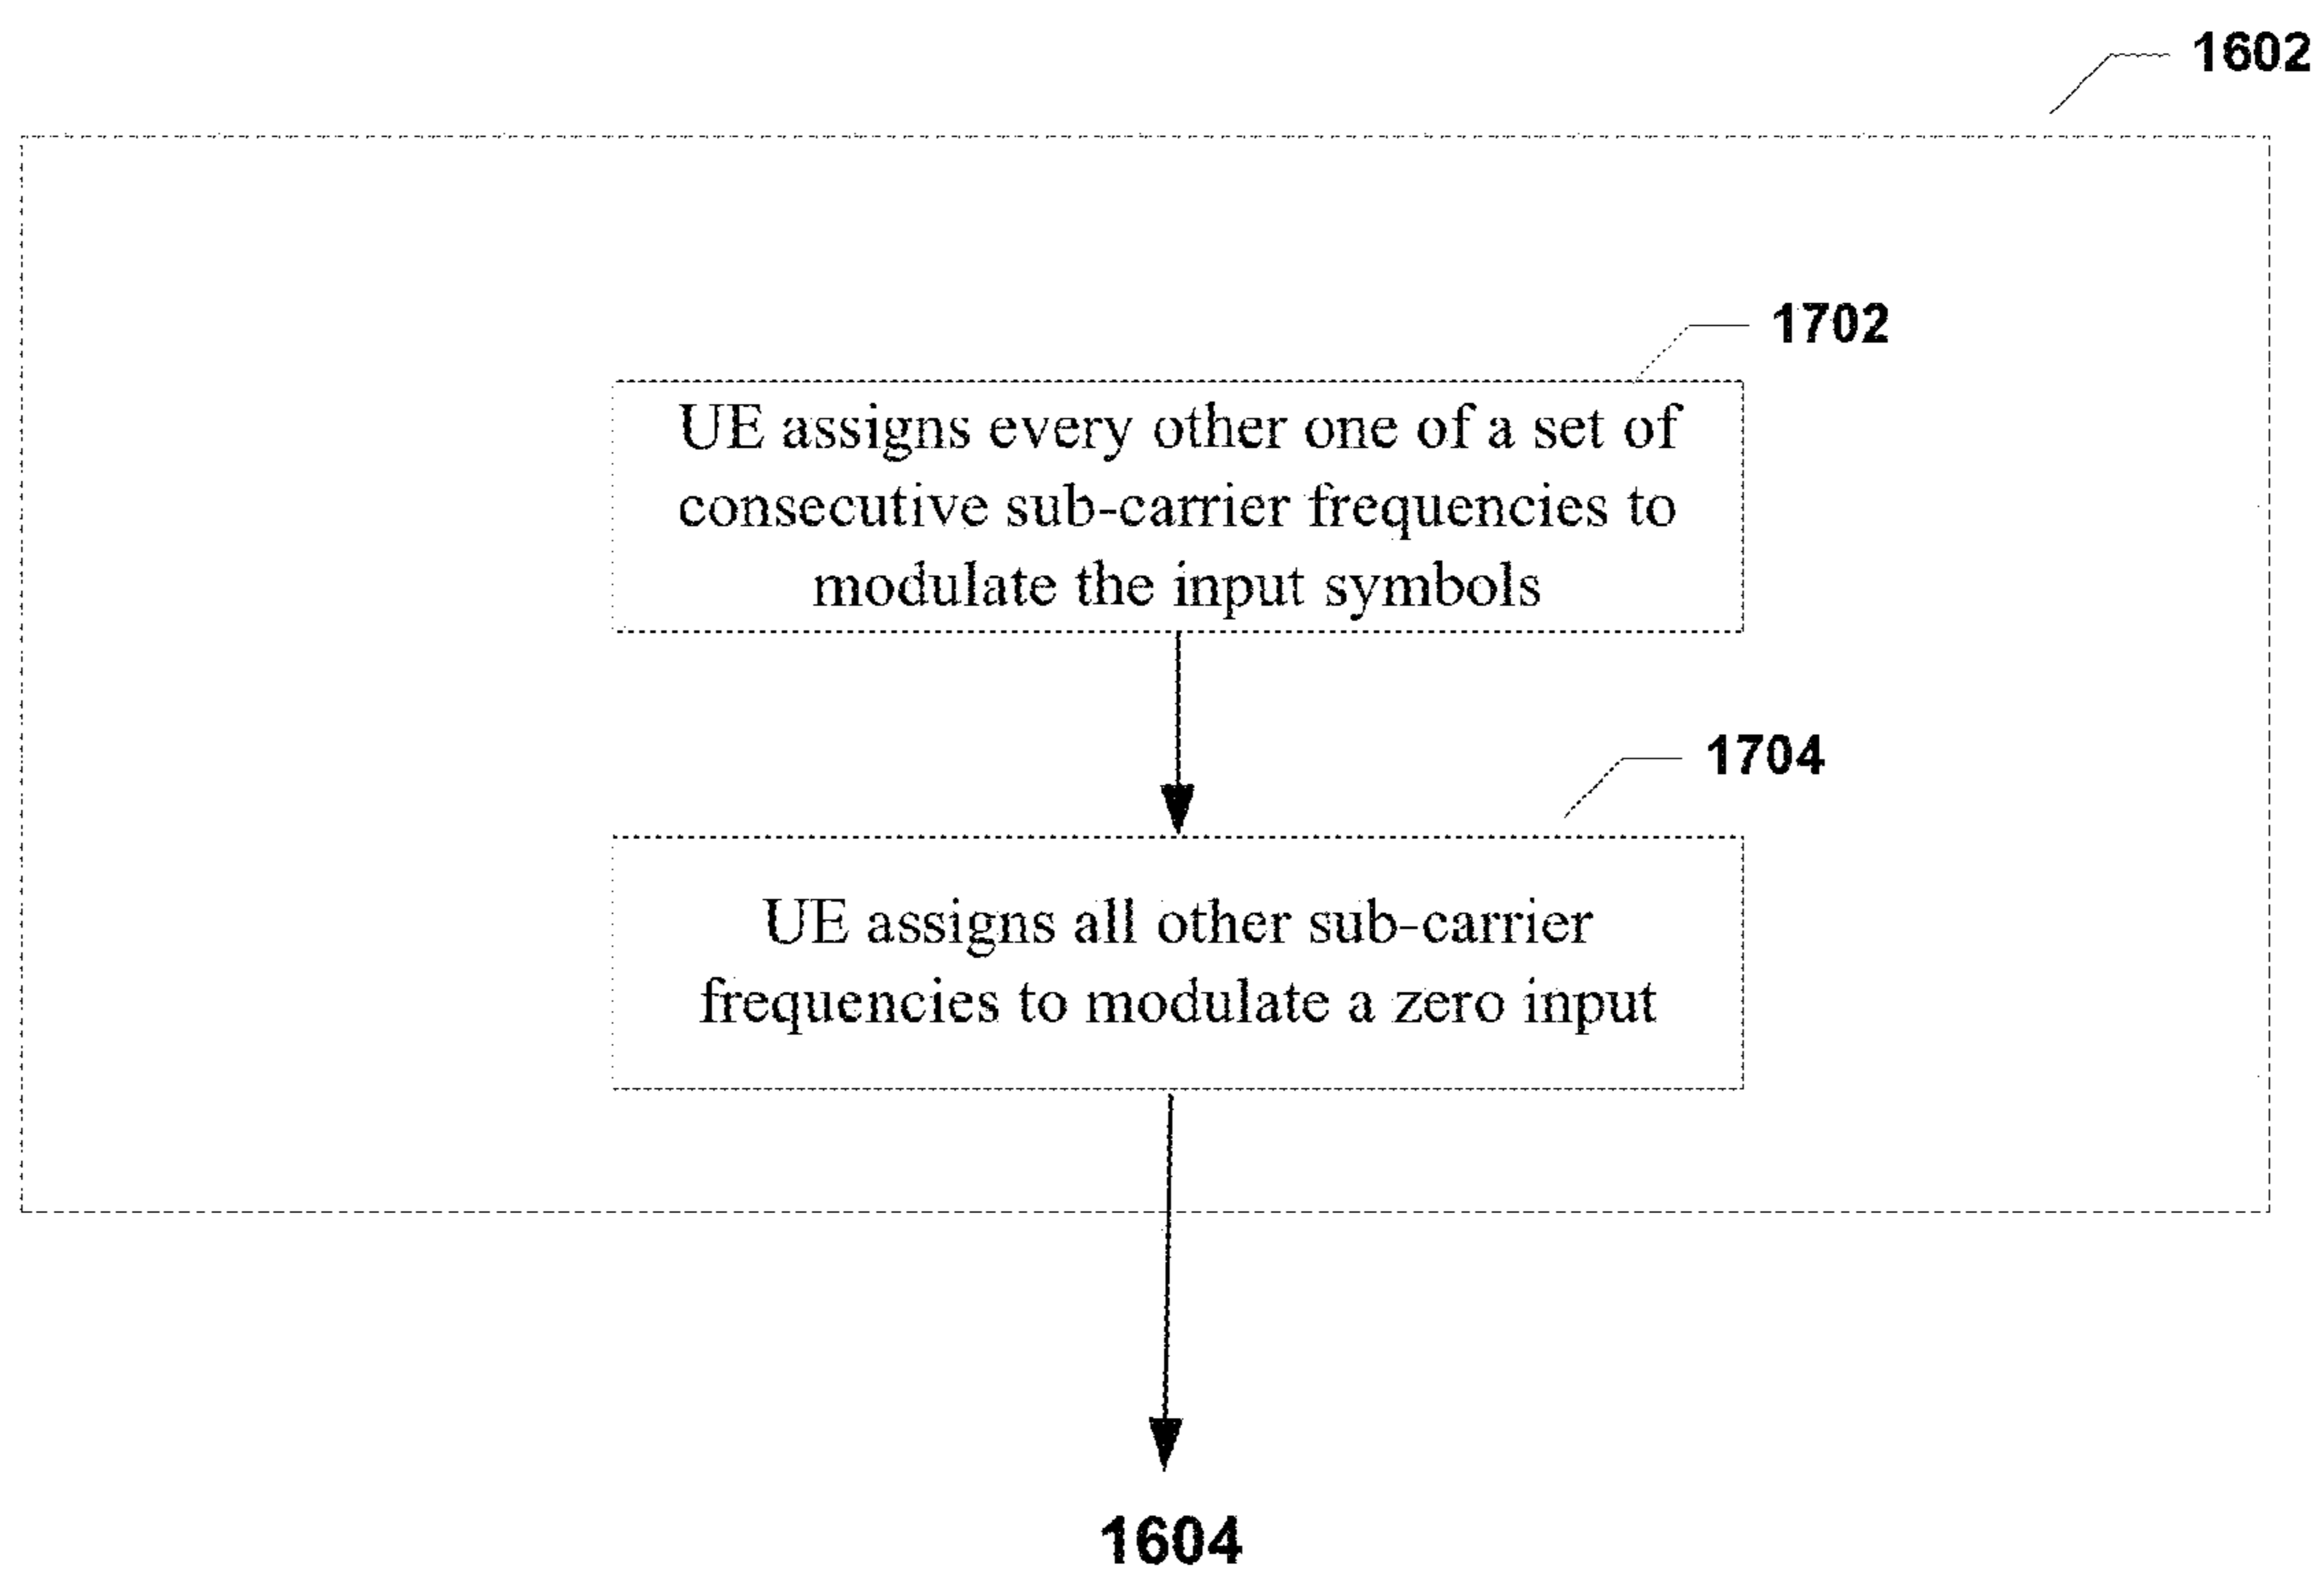 1602
1702
UE assigns every other one of a set of
consecutive sub-carrier frequencies to
modulate the input symbols
1704
UE assigns all other sub-carrier
frequencies to modulate a zero input
1604